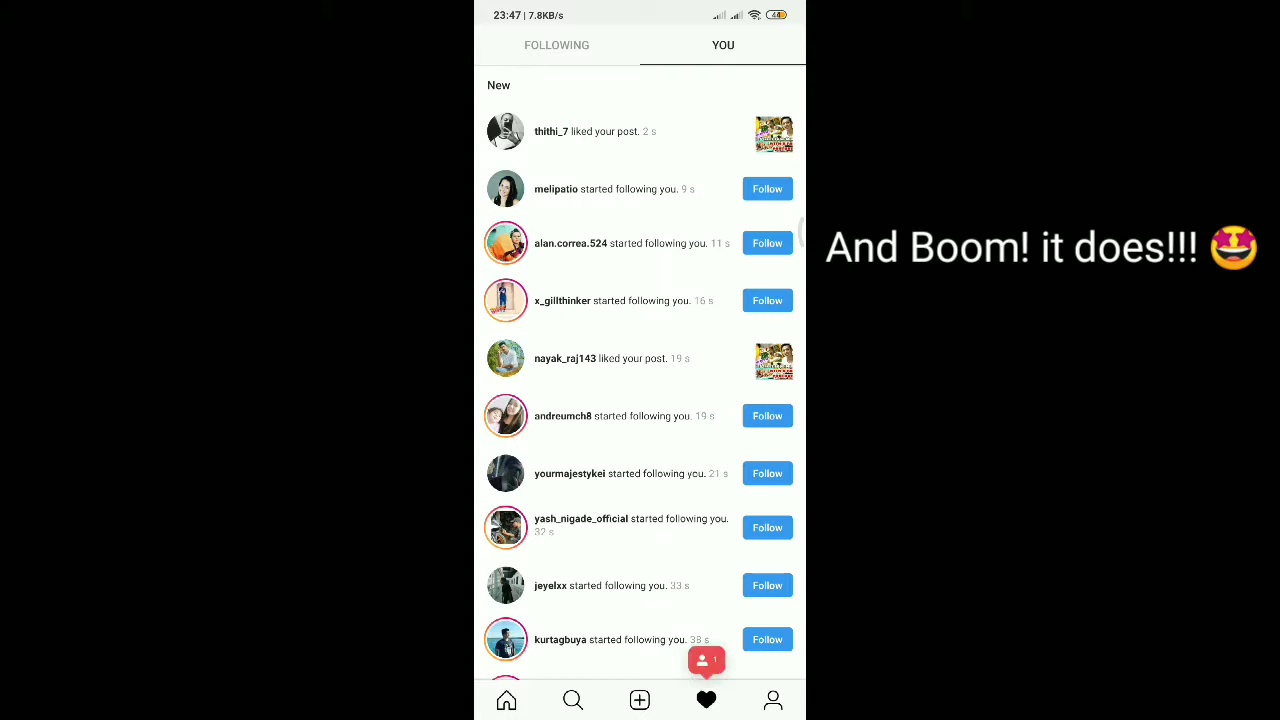 23:47 | 7.8KB/s
44
FOLLOWING
YOU
New
thithi_7 liked your post. 2 s
melipatio started following you. 9 s
Follow
alan.correa.524 started following you. 11 s
Follow
And Boom! it does!!! 🤩
x_gillthinker started following you. 16 s
Follow
nayak_raj143 liked your post. 19 s
andreumch8 started following you. 19 s
Follow
yourmajestykei started following you. 21 s
Follow
yash_nigade_official started following you.
32 s
Follow
jeyelxx started following you. 33 s
Follow
kurtagbuya started following you. 38 s
Follow
1